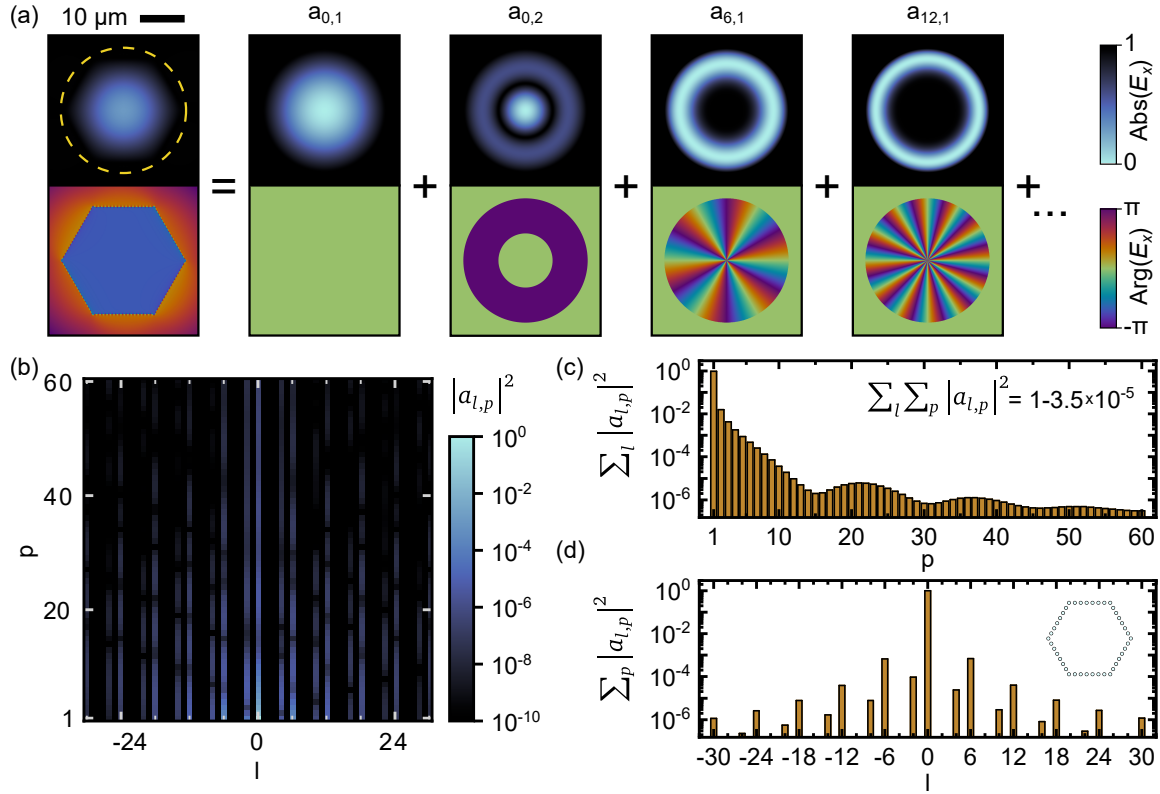 (a)
10 μm
a0,1
a0,2
a6,1
a12,1
=
+
+
+
+
...
1
0
Abs(Ex)
π
-π
Arg(Ex)
(b)
60
40
20
1
p
-24
0
24
l
|al,p|²
10⁰
10⁻²
10⁻⁴
10⁻⁶
10⁻⁸
10⁻¹⁰
(c)
∑l |al,p|²
10⁰
10⁻²
10⁻⁴
10⁻⁶
∑l ∑p |al,p|² = 1-3.5×10⁻⁵
1 10 20 30 40 50 60
p
(d)
∑p |al,p|²
10⁰
10⁻²
10⁻⁴
10⁻⁶
-30 -24 -18 -12 -6 0 6 12 18 24 30
l